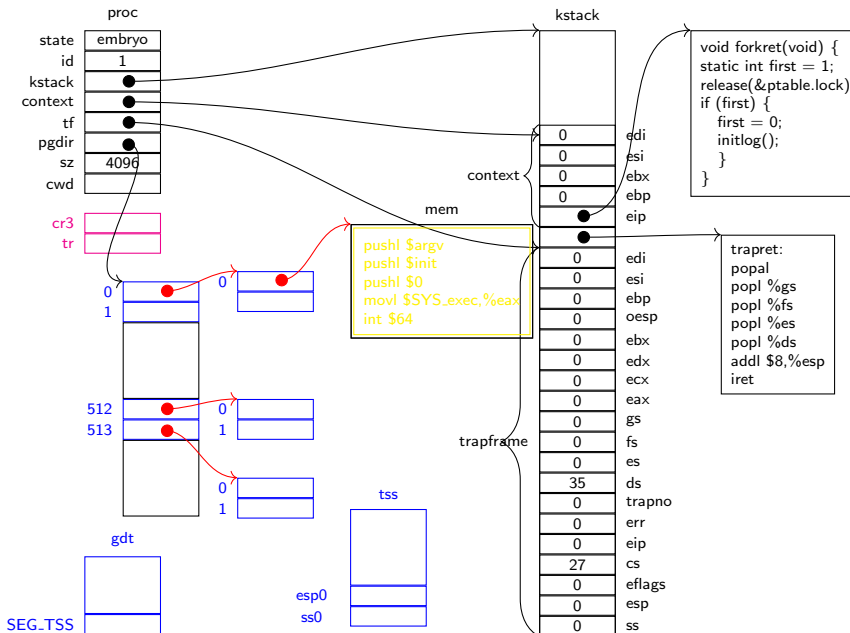 proc
state
embryo
id
1
kstack
context
tf
pgdir
sz
4096
cwd
cr3
tr
0
1
512
513
0
0
1
0
1
gdt
SEG_TSS
mem
pushl $argv
pushl $init
pushl $0
movl $SYS_exec,%eax
int $64
tss
esp0
ss0
kstack
context
0
edi
0
esi
0
ebx
0
ebp
eip
trapframe
0
edi
0
esi
0
ebp
0
oesp
0
ebx
0
edx
0
ecx
0
eax
0
gs
0
fs
0
es
35
ds
0
trapno
0
err
0
eip
27
cs
0
eflags
0
esp
0
ss
void forkret(void) {
static int first = 1;
release(&ptable.lock)
if (first) {
first = 0;
initlog();
}
}
trapret:
popal
popl %gs
popl %fs
popl %es
popl %ds
addl $8,%esp
iret